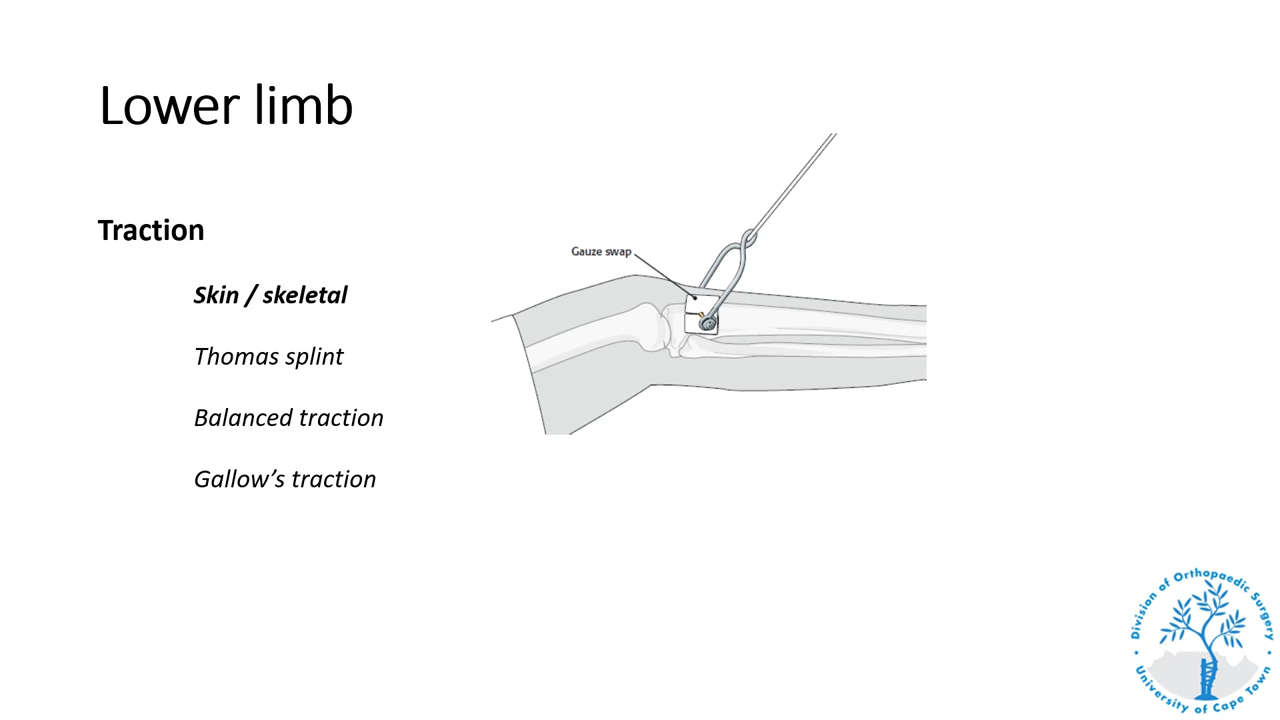 Lower limb
Traction
Skin / skeletal
Thomas splint
Balanced traction
Gallow’s traction
Gauze swap
Division of Orthopaedic Surgery
University of Cape Town